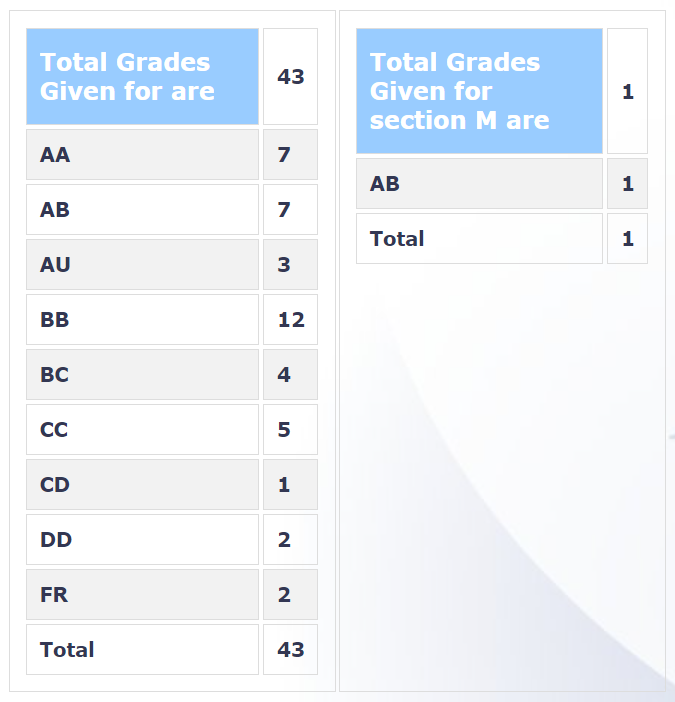 Total Grades
Given for are 43
AA 7
AB 7
AU 3
BB 12
BC 4
CC 5
CD 1
DD 2
FR 2
Total 43
Total Grades
Given for 1
section M are
AB 1
Total 1